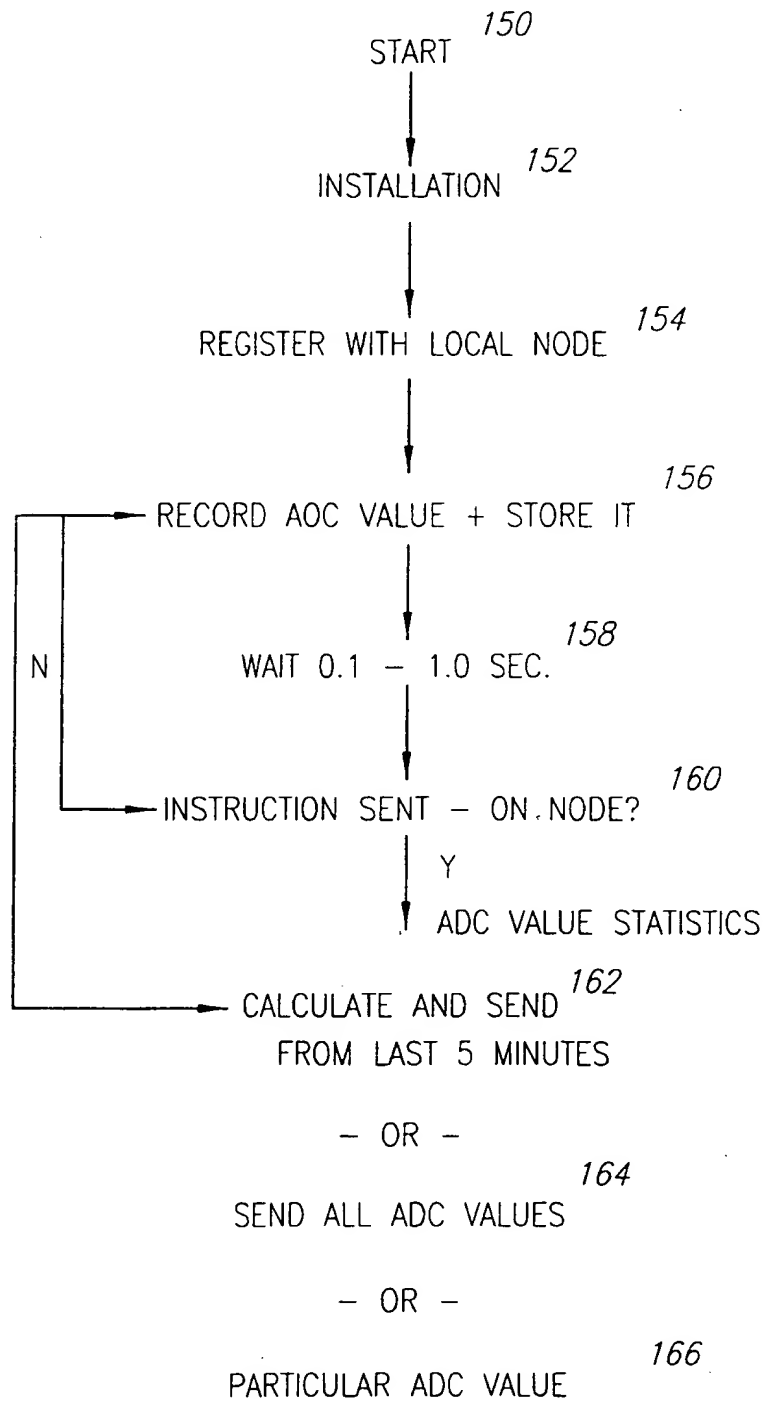 START 150
INSTALLATION 152
REGISTER WITH LOCAL NODE 154
RECORD AOC VALUE + STORE IT 156
N
WAIT 0.1 – 1.0 SEC. 158
INSTRUCTION SENT – ON NODE? 160
Y
ADC VALUE STATISTICS
CALCULATE AND SEND 162
FROM LAST 5 MINUTES
– OR –
SEND ALL ADC VALUES 164
– OR –
PARTICULAR ADC VALUE 166